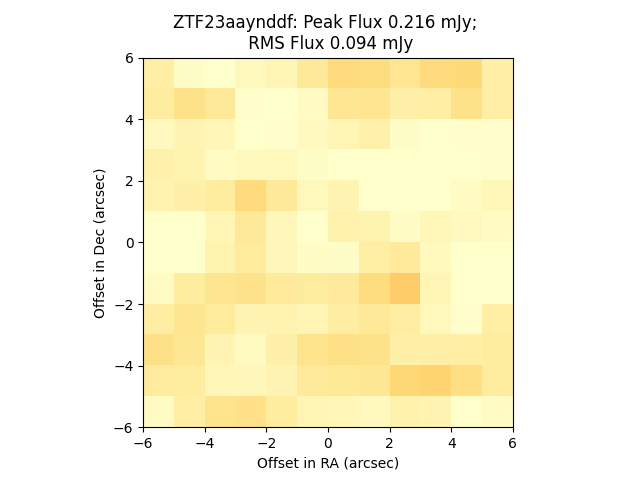 ZTF23aaynddf: Peak Flux 0.216 mJy;
RMS Flux 0.094 mJy
6
4
2
0
−2
−4
−6
Offset in Dec (arcsec)
−6 −4 −2 0 2 4 6
Offset in RA (arcsec)